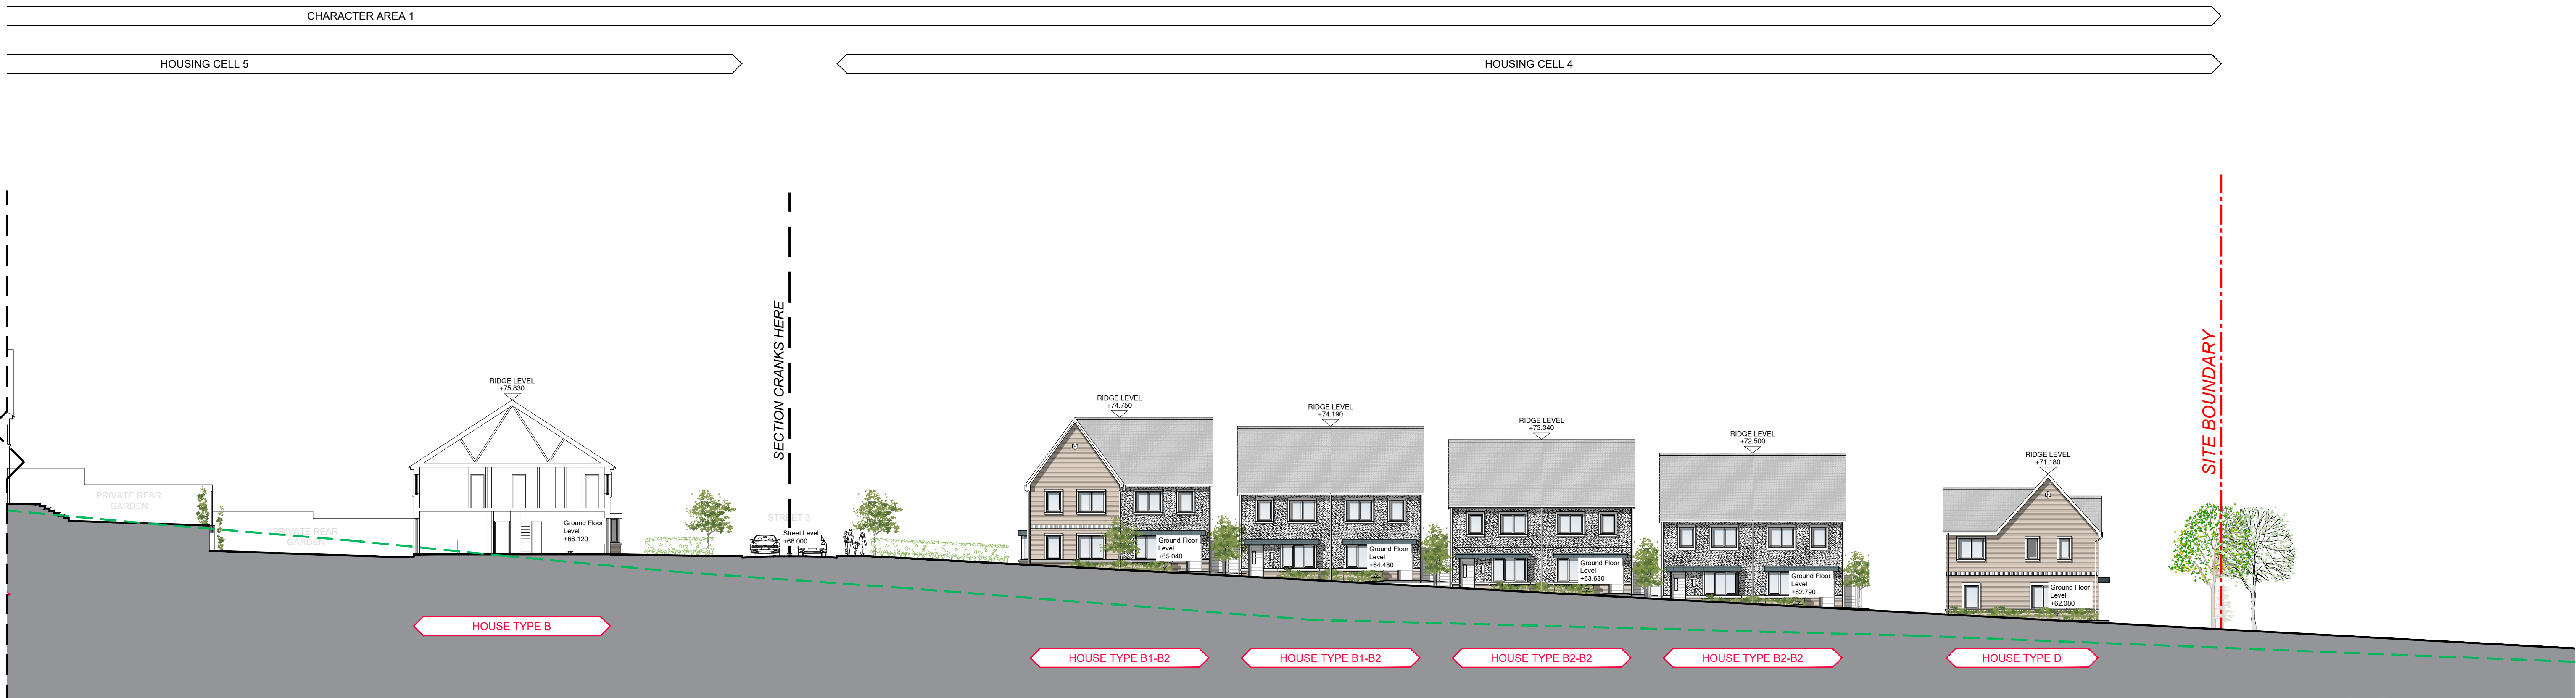 CHARACTER AREA 1
HOUSING CELL 5
HOUSING CELL 4
SECTION CRANKS HERE
SITE BOUNDARY
RIDGE LEVEL
+75.830
RIDGE LEVEL
+74.750
RIDGE LEVEL
+74.190
RIDGE LEVEL
+73.340
RIDGE LEVEL
+72.500
RIDGE LEVEL
+71.180
PRIVATE REAR
GARDEN
PRIVATE REAR
GARDEN
Ground Floor
Level
+66.120
STREET 3
Street Level
+66.000
Ground Floor
Level
+65.040
Ground Floor
Level
+64.480
Ground Floor
Level
+63.630
Ground Floor
Level
+62.790
Ground Floor
Level
+62.080
HOUSE TYPE B
HOUSE TYPE B1-B2
HOUSE TYPE B1-B2
HOUSE TYPE B2-B2
HOUSE TYPE B2-B2
HOUSE TYPE D